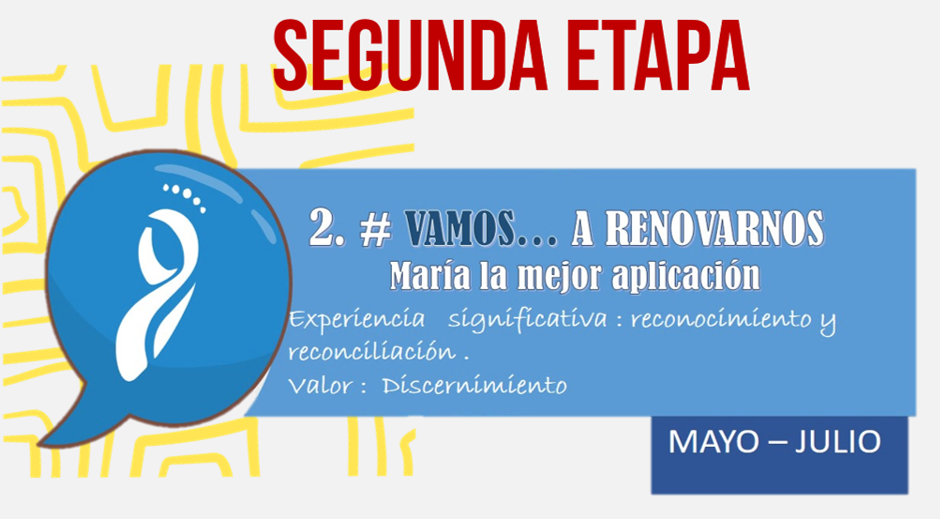 SEGUNDA ETAPA
2. # VAMOS... A RENOVARNOS
María la mejor aplicación
Experiencia significativa : reconocimiento y
reconciliación .
Valor : Discernimiento
MAYO – JULIO